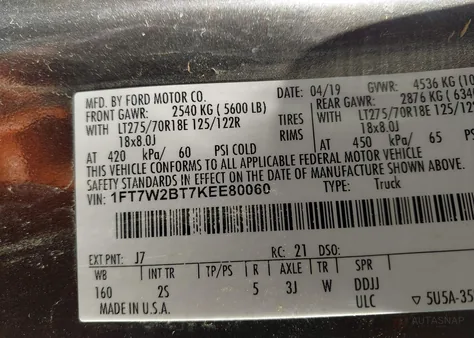 MFD. BY FORD MOTOR CO. DATE: 04/19 GVWR: 4536 KG (10
FRONT GAWR: 2540 KG ( 5600 LB) REAR GAWR: 2876 KG ( 634
WITH LT275/70R18E 125/122R TIRES WITH LT275/70R18E 125/12
18x8.0J RIMS 18x8.0J
AT 420 kPa/ 60 PSI COLD AT 450 kPa/ 65 P
THIS VEHICLE CONFORMS TO ALL APPLICABLE FEDERAL MOTOR VEHICLE
SAFETY STANDARDS IN EFFECT ON THE DATE OF MANUFACTURE SHOWN ABOVE.
VIN: 1FT7W2BT7KEE80060 TYPE: Truck
EXT PNT: J7 RC: 21 DSO:
WB INT TR TP/PS R AXLE TR SPR
160 2S 5 3J W DDJJ
MADE IN U.S.A. ULC ▽ 5U5A-35
AUTASNAP